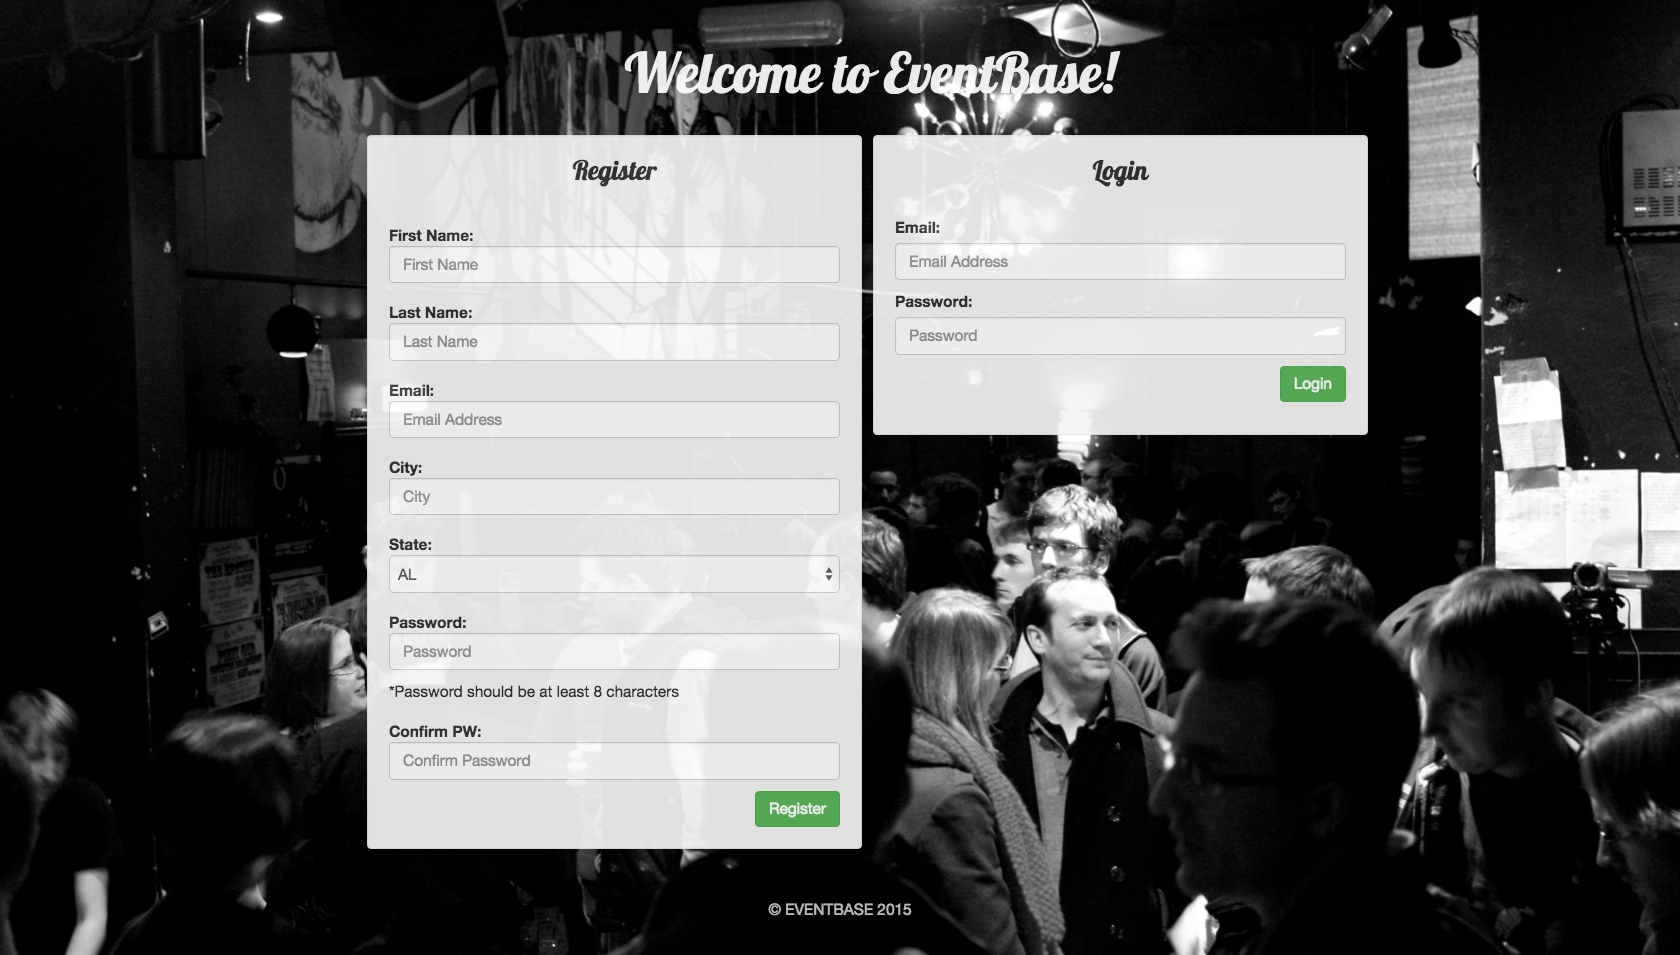 Welcome to EventBase!
Register
First Name:
First Name
Last Name:
Last Name
Email:
Email Address
City:
City
State:
AL
Password:
Password
*Password should be at least 8 characters
Confirm PW:
Confirm Password
Register
Login
Email:
Email Address
Password:
Password
Login
© EVENTBASE 2015